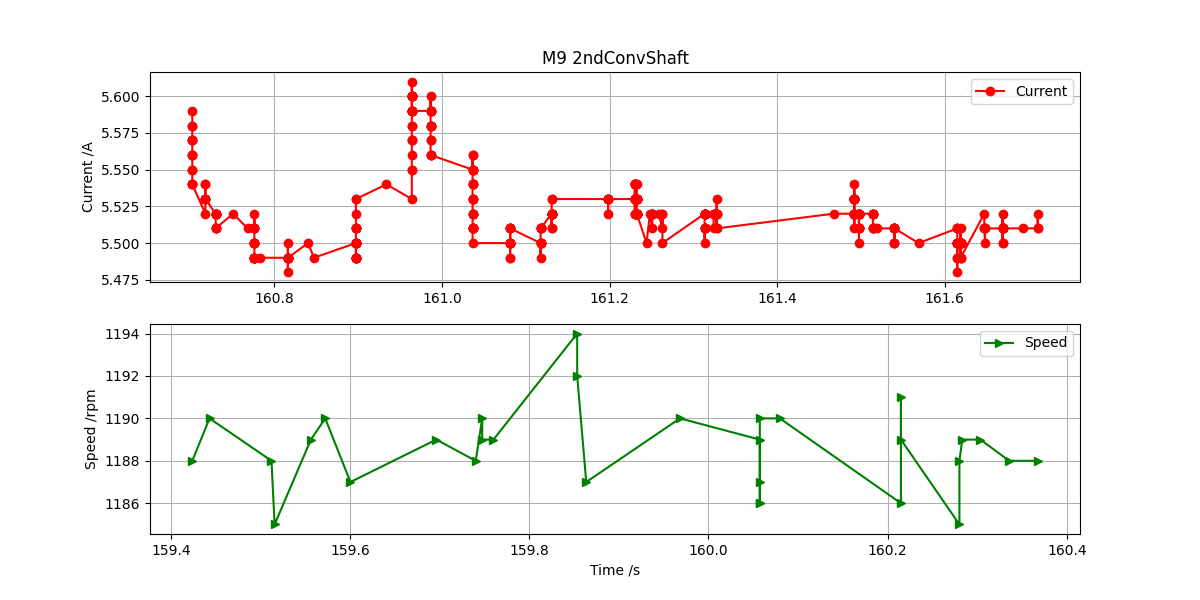 M9 2ndConvShaft
5.600
5.575
5.550
5.525
5.500
5.475
Current /A
Current
160.8 161.0 161.2 161.4 161.6
1194
1192
1190
1188
1186
Speed /rpm
Speed
159.4 159.6 159.8 160.0 160.2 160.4
Time /s